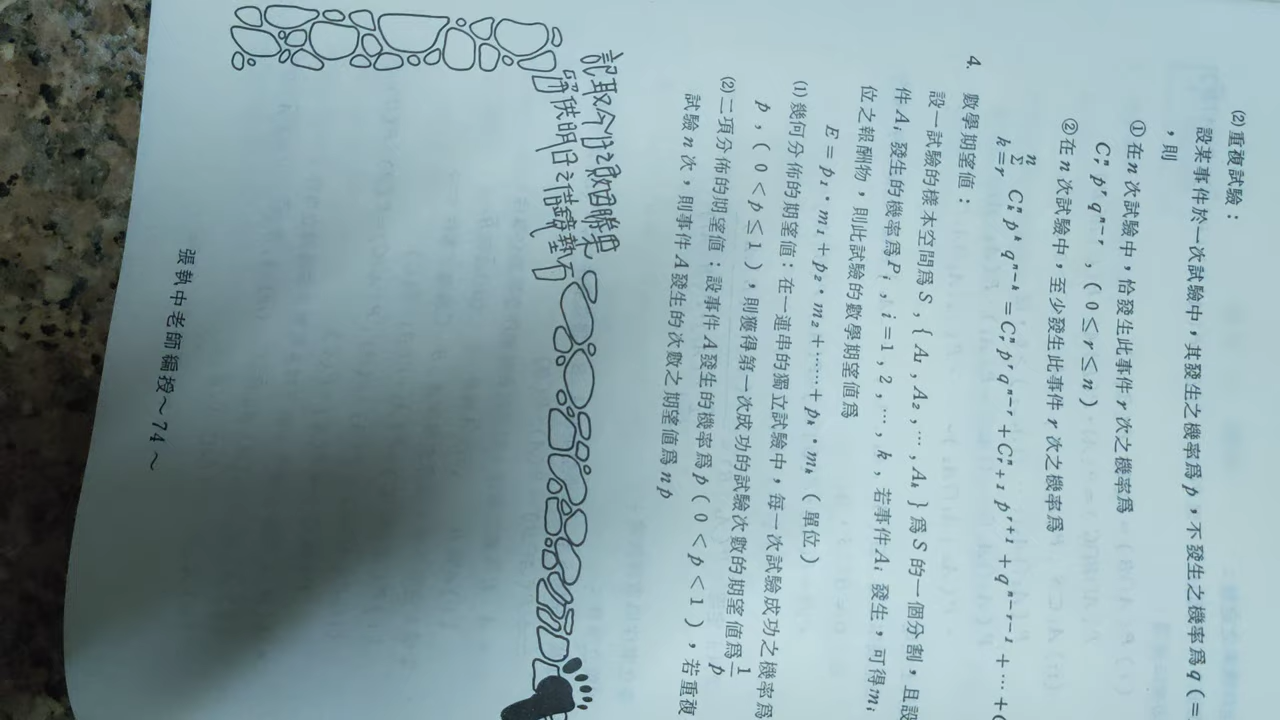 (2)重複試驗：
設某事件於一次試驗中，其發生之機率爲p，不發生之機率爲q(=
，則
①在n次試驗中，恰發生此事件r次之機率爲
Cⁿᵣ pʳ qⁿ⁻ʳ，(0≤r≤n)
②在n次試驗中，至少發生此事件r次之機率爲
Σⁿₖ₌ᵣ Cⁿₖ pᵏ qⁿ⁻ᵏ=Cⁿᵣ pʳ qⁿ⁻ʳ+Cⁿᵣ₊₁ pʳ⁺¹+qⁿ⁻ʳ⁻¹+…+
4. 數學期望值：
設一試驗的樣本空間爲S，{A₁，A₂，…，Aₖ}爲S的一個分割，且設
件Aᵢ發生的機率爲Pᵢ，i=1，2，…，k，若事件Aᵢ發生，可得mᵢ
位之報酬物，則此試驗的數學期望值爲
E=p₁•m₁+p₂•m₂+……+pₖ•mₖ(單位)
(1)幾何分佈的期望值：在一連串的獨立試驗中，每一次試驗成功之機率爲
p，(0<p≤1)，則獲得第一次成功的試驗次數的期望值爲1/p
(2)二項分佈的期望值：設事件A發生的機率爲p(0<p<1)，若重複
試驗n次，則事件A發生的次數之期望值爲np
記取今日之
供明日之借鏡
張執中老師編授～74～